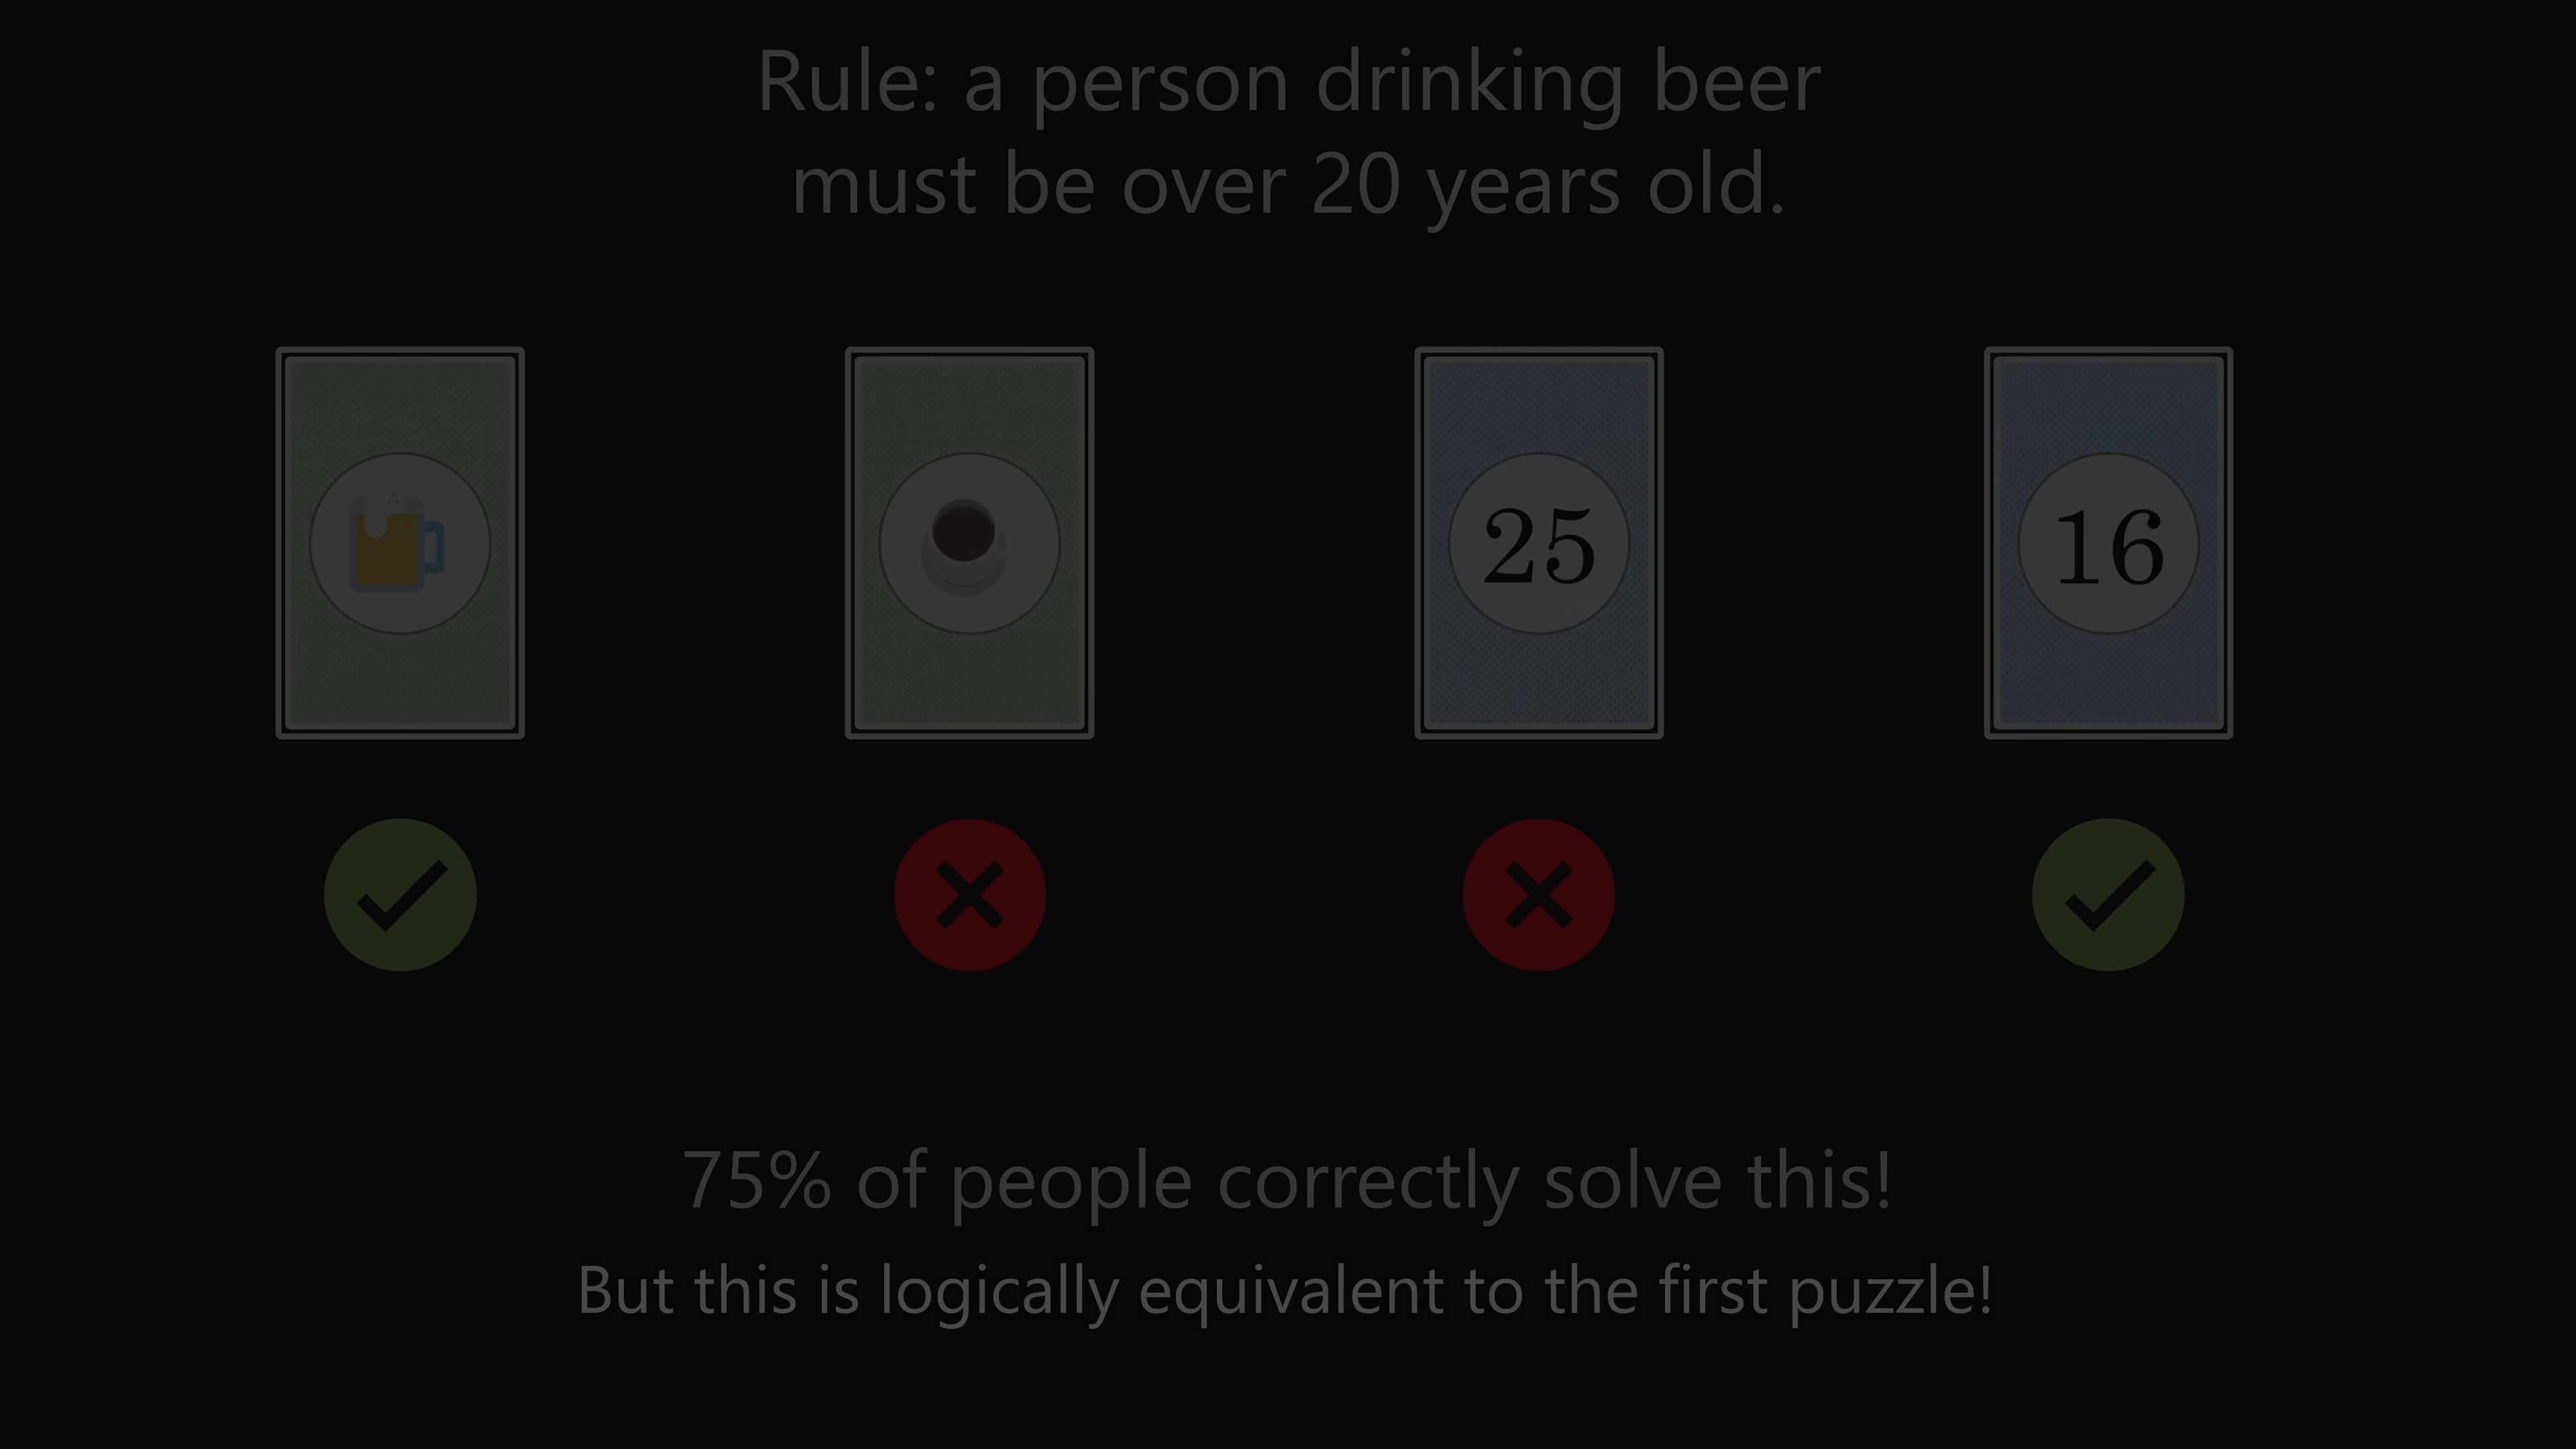 Rule: a person drinking beer
must be over 20 years old.
25
16
75% of people correctly solve this!
But this is logically equivalent to the first puzzle!